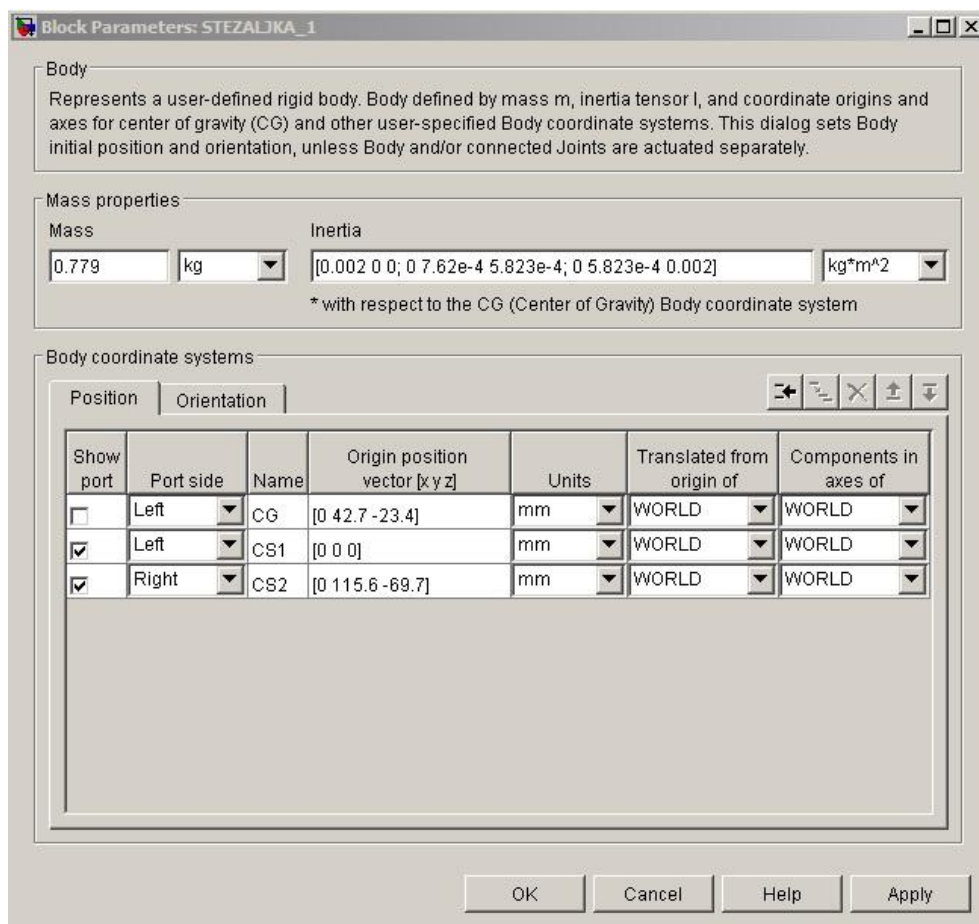 Block Parameters: STEZALJKA_1
Body
Represents a user-defined rigid body. Body defined by mass m, inertia tensor I, and coordinate origins and
axes for center of gravity (CG) and other user-specified Body coordinate systems. This dialog sets Body
initial position and orientation, unless Body and/or connected Joints are actuated separately.
Mass properties
Mass Inertia
0.779 kg [0.002 0 0; 0 7.62e-4 5.823e-4; 0 5.823e-4 0.002] kg*m^2
* with respect to the CG (Center of Gravity) Body coordinate system
Body coordinate systems
Position Orientation
Show port Port side Name Origin position vector [x y z] Units Translated from origin of Components in axes of
Left CG [0 42.7 -23.4] mm WORLD WORLD
Left CS1 [0 0 0] mm WORLD WORLD
Right CS2 [0 115.6 -69.7] mm WORLD WORLD
OK Cancel Help Apply